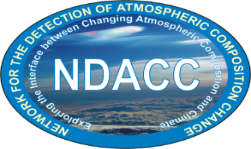 NETWORK FOR THE DETECTION OF ATMOSPHERIC COMPOSITION CHANGE
Exploring the Interface between Changing Atmospheric Composition and Climate
NDACC